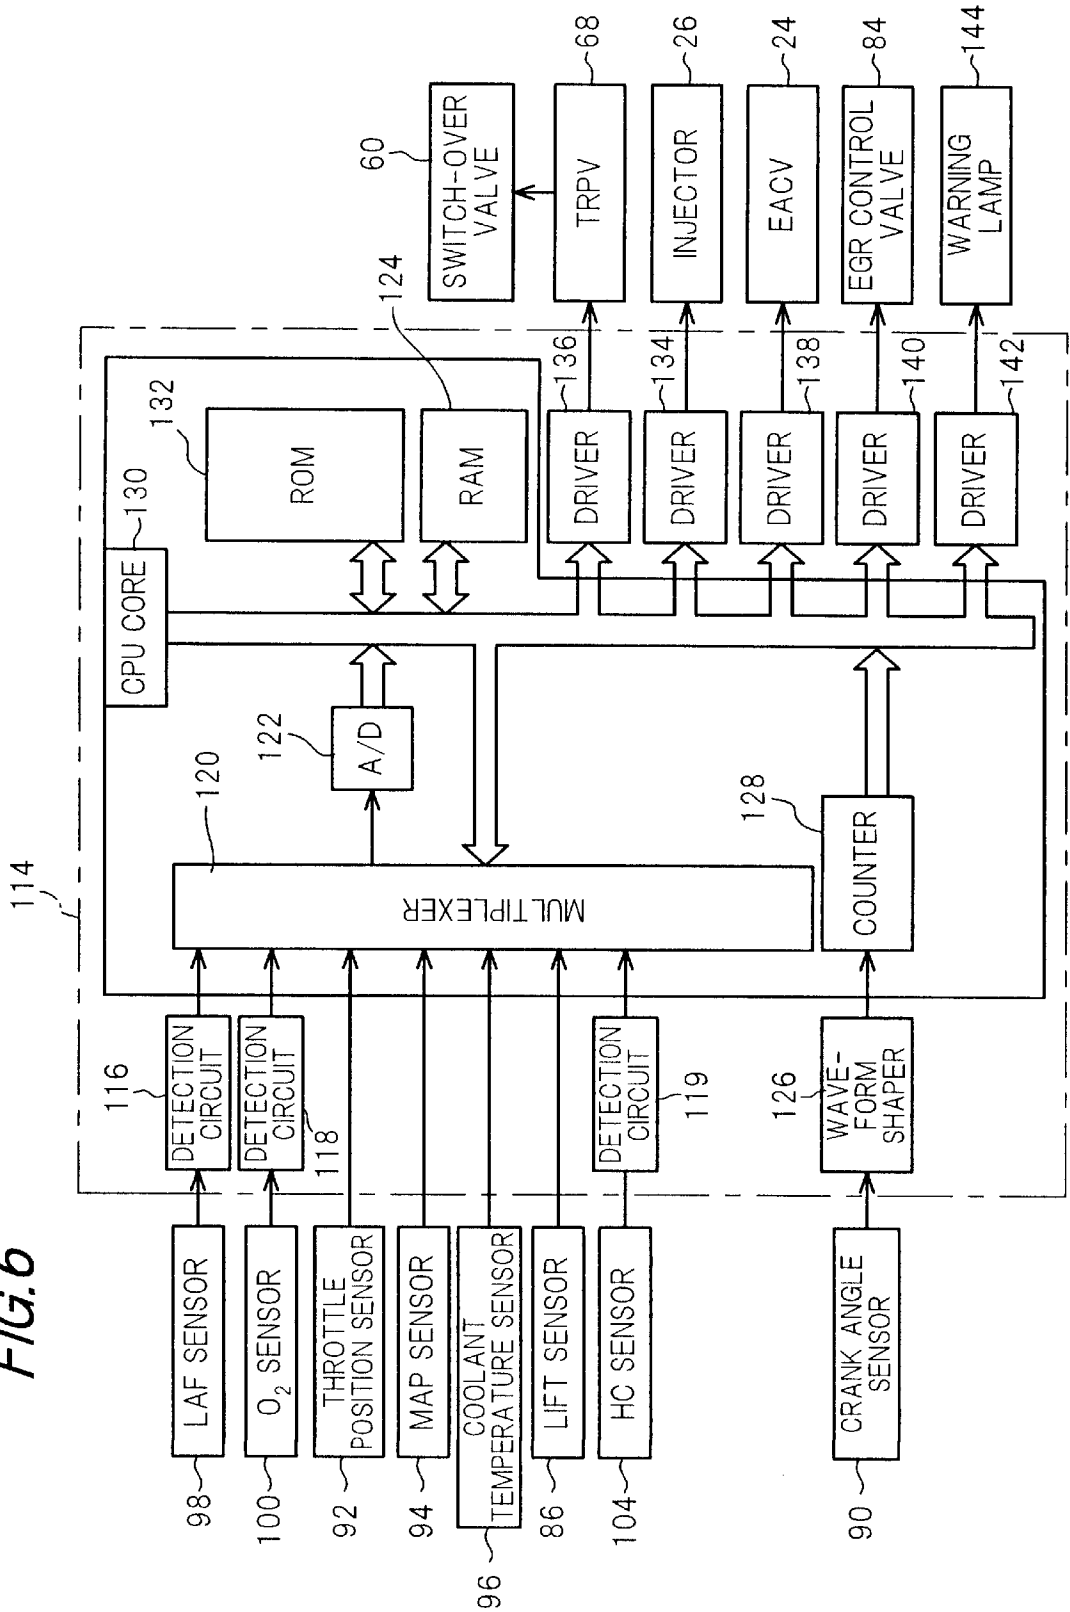 FIG.6
114
LAF SENSOR
98
DETECTION
CIRCUIT
116
O2 SENSOR
100
DETECTION
CIRCUIT
118
THROTTLE
POSITION SENSOR
92
MAP SENSOR
94
COOLANT
TEMPERATURE SENSOR
96
LIFT SENSOR
86
HC SENSOR
104
DETECTION
CIRCUIT
119
CRANK ANGLE
SENSOR
90
WAVE-
FORM
SHAPER
126
MULTIPLEXER
120
A/D
122
COUNTER
128
CPU CORE
130
ROM
132
RAM
124
DRIVER
136
DRIVER
134
DRIVER
138
DRIVER
140
DRIVER
142
SWITCH-OVER
VALVE
60
TRPV
68
INJECTOR
26
EACV
24
EGR CONTROL
VALVE
84
WARNING
LAMP
144